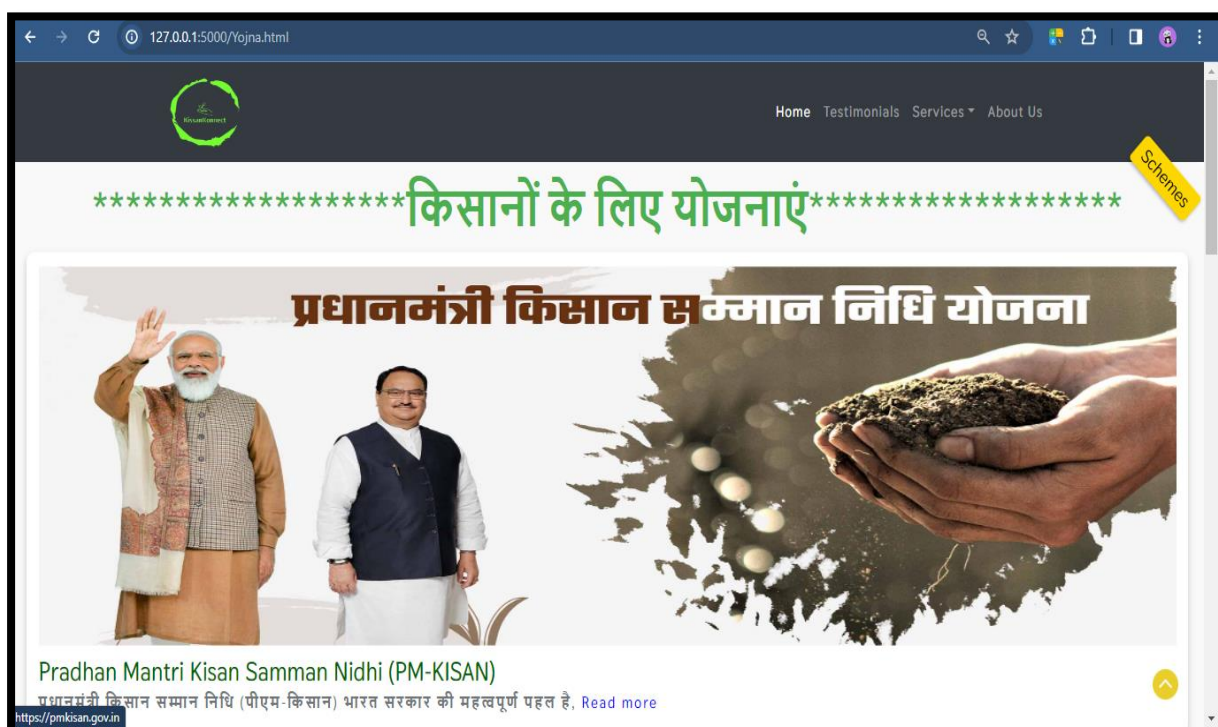 127.0.0.1:5000/Yojna.html
KissanKonnect
Home Testimonials Services About Us
Schemes
*******************किसानों के लिए योजनाएं*******************
प्रधानमंत्री किसान सम्मान निधि योजना
Pradhan Mantri Kisan Samman Nidhi (PM-KISAN)
प्रधानमंत्री किसान सम्मान निधि (पीएम-किसान) भारत सरकार की महत्वपूर्ण पहल है, Read more
https://pmkisan.gov.in